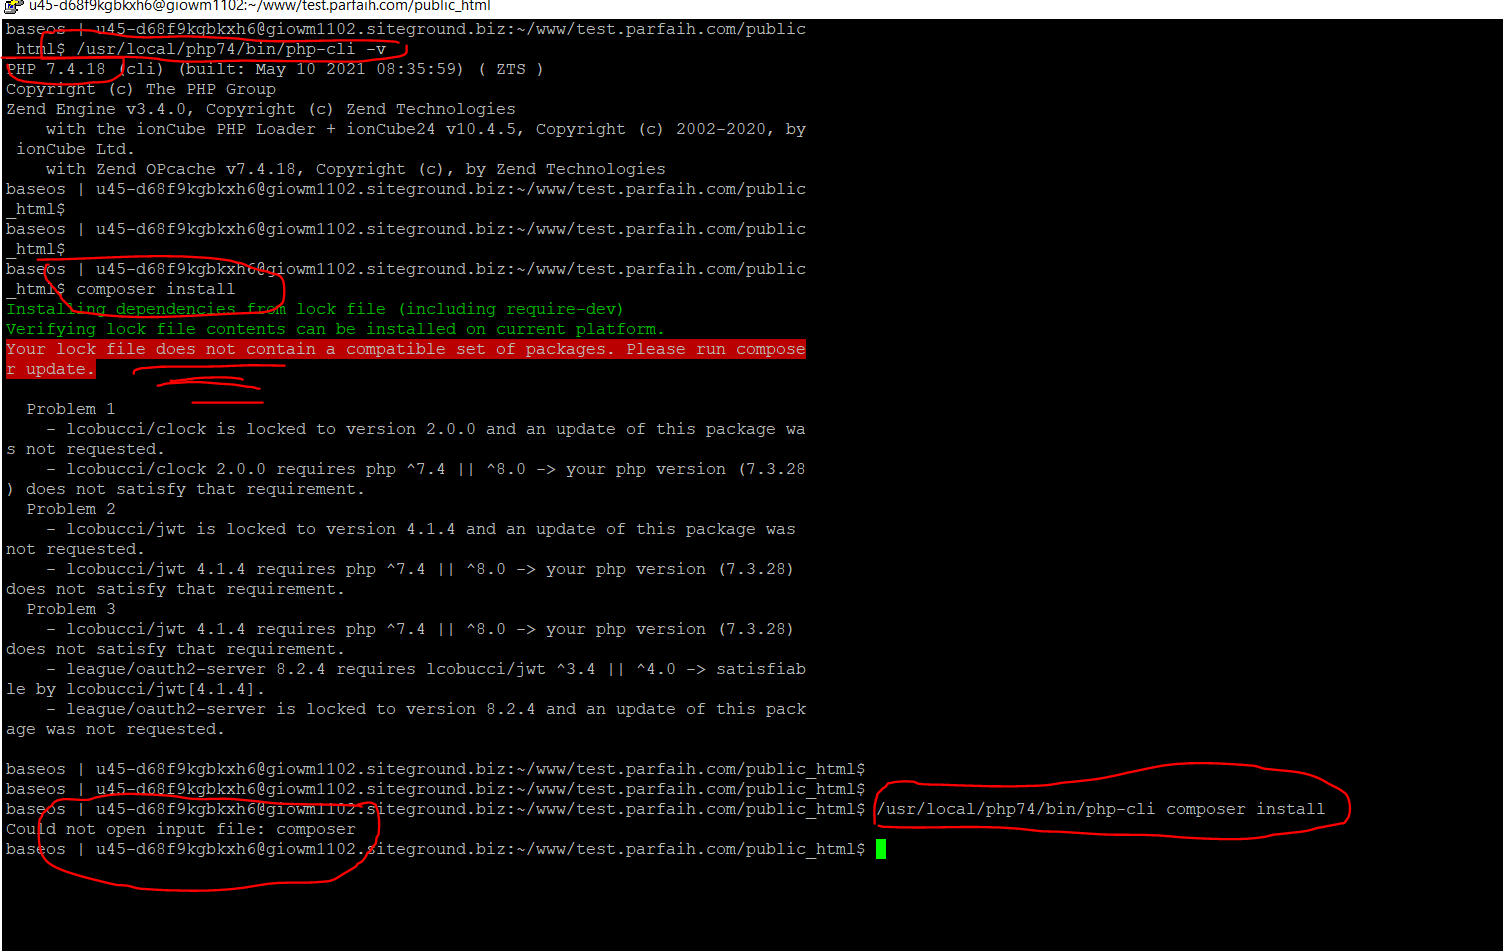 u45-d68f9kgbkxh6@giowm1102:~/www/test.parfaih.com/public_html
baseos | u45-d68f9kgbkxh6@giowm1102.siteground.biz:~/www/test.parfaih.com/public
_html$ /usr/local/php74/bin/php-cli -v
PHP 7.4.18 (cli) (built: May 10 2021 08:35:59) ( ZTS )
Copyright (c) The PHP Group
Zend Engine v3.4.0, Copyright (c) Zend Technologies
    with the ionCube PHP Loader + ionCube24 v10.4.5, Copyright (c) 2002-2020, by
 ionCube Ltd.
    with Zend OPcache v7.4.18, Copyright (c), by Zend Technologies
baseos | u45-d68f9kgbkxh6@giowm1102.siteground.biz:~/www/test.parfaih.com/public
_html$
baseos | u45-d68f9kgbkxh6@giowm1102.siteground.biz:~/www/test.parfaih.com/public
_html$
baseos | u45-d68f9kgbkxh6@giowm1102.siteground.biz:~/www/test.parfaih.com/public
_html$ composer install
Installing dependencies from lock file (including require-dev)
Verifying lock file contents can be installed on current platform.
Your lock file does not contain a compatible set of packages. Please run compose
r update.
  Problem 1
    - lcobucci/clock is locked to version 2.0.0 and an update of this package wa
s not requested.
    - lcobucci/clock 2.0.0 requires php ^7.4 || ^8.0 -> your php version (7.3.28
) does not satisfy that requirement.
  Problem 2
    - lcobucci/jwt is locked to version 4.1.4 and an update of this package was
not requested.
    - lcobucci/jwt 4.1.4 requires php ^7.4 || ^8.0 -> your php version (7.3.28)
does not satisfy that requirement.
  Problem 3
    - lcobucci/jwt 4.1.4 requires php ^7.4 || ^8.0 -> your php version (7.3.28)
does not satisfy that requirement.
    - league/oauth2-server 8.2.4 requires lcobucci/jwt ^3.4 || ^4.0 -> satisfiab
le by lcobucci/jwt[4.1.4].
    - league/oauth2-server is locked to version 8.2.4 and an update of this pack
age was not requested.
baseos | u45-d68f9kgbkxh6@giowm1102.siteground.biz:~/www/test.parfaih.com/public_html$
baseos | u45-d68f9kgbkxh6@giowm1102.siteground.biz:~/www/test.parfaih.com/public_html$
baseos | u45-d68f9kgbkxh6@giowm1102.siteground.biz:~/www/test.parfaih.com/public_html$ /usr/local/php74/bin/php-cli composer install
Could not open input file: composer
baseos | u45-d68f9kgbkxh6@giowm1102.siteground.biz:~/www/test.parfaih.com/public_html$